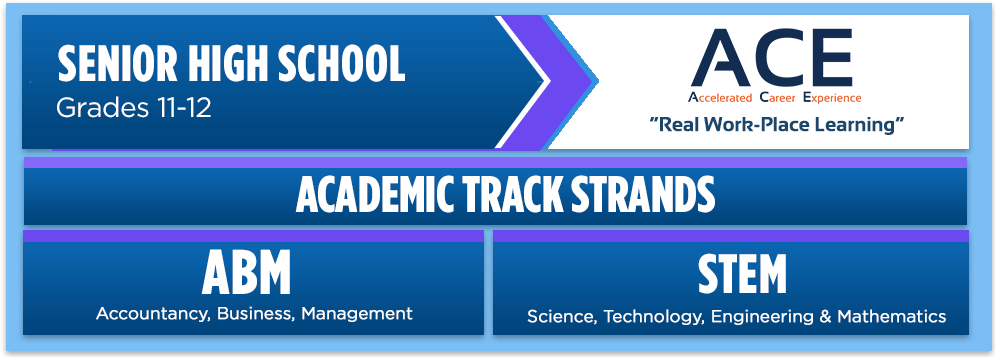 SENIOR HIGH SCHOOL
Grades 11-12
ACE
Accelerated Career Experience
"Real Work-Place Learning"
ACADEMIC TRACK STRANDS
ABM
Accountancy, Business, Management
STEM
Science, Technology, Engineering & Mathematics